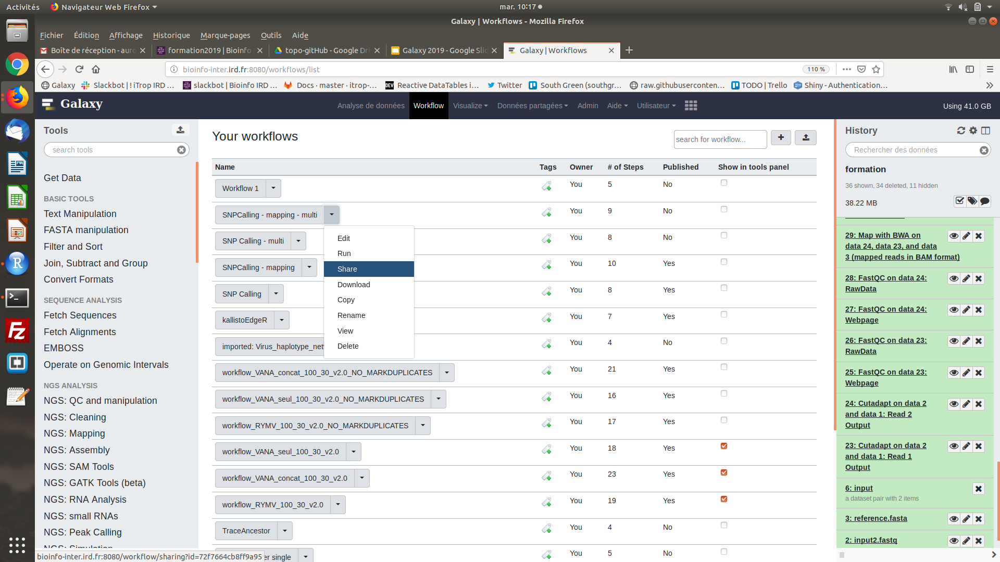 Activités
Navigateur Web Firefox
mar. 10:17
Galaxy | Workflows - Mozilla Firefox
Fichier Édition Affichage Historique Marque-pages Outils Aide
Boîte de réception - auro
formation2019 | Bioinfo
topo-gitHub - Google Dri
Galaxy 2019 - Google Slid
Galaxy | Workflows
bioinfo-inter.ird.fr:8080/workflows/list
110 %
Galaxy
Slackbot | ! iTrop IRD ...
slackbot | Bioinfo IRD ...
Docs · master · itrop-...
DEV
Reactive DataTables i...
Twitter
South Green (southgr...
raw.githubusercontent...
TODO | Trello
Shiny - Authentication...
Galaxy
Analyse de données
Workflow
Visualize
Données partagées
Admin
Aide
Utilisateur
Using 41.0 GB
Tools
search tools
Get Data
BASIC TOOLS
Text Manipulation
FASTA manipulation
Filter and Sort
Join, Subtract and Group
Convert Formats
SEQUENCE ANALYSIS
Fetch Sequences
Fetch Alignments
EMBOSS
Operate on Genomic Intervals
NGS ANALYSIS
NGS: QC and manipulation
NGS: Cleaning
NGS: Mapping
NGS: Assembly
NGS: SAM Tools
NGS: GATK Tools (beta)
NGS: RNA Analysis
NGS: small RNAs
NGS: Peak Calling
NGS: Simulation
Your workflows
search for workflow...
Name Tags Owner # of Steps Published Show in tools panel
Workflow 1 You 5 No
SNPCalling - mapping - multi You 9 No
SNP Calling - multi You 8 No
SNPCalling - mapping You 10 Yes
SNP Calling You 8 Yes
kallistoEdgeR You 7 Yes
imported: Virus_haplotype_net You 4 No
workflow_VANA_concat_100_30_v2.0_NO_MARKDUPLICATES You 21 Yes
workflow_VANA_seul_100_30_v2.0_NO_MARKDUPLICATES You 16 Yes
workflow_RYMV_100_30_v2.0_NO_MARKDUPLICATES You 17 Yes
workflow_VANA_seul_100_30_v2.0 You 18 Yes
workflow_VANA_concat_100_30_v2.0 You 23 Yes
workflow_RYMV_100_30_v2.0 You 19 Yes
TraceAncestor You 4 No
er single You 5 No
Edit
Run
Share
Download
Copy
Rename
View
Delete
History
Rechercher des données
formation
36 shown, 34 deleted, 11 hidden
38.22 MB
29: Map with BWA on
data 24, data 23, and data
3 (mapped reads in BAM format)
28: FastQC on data 24:
RawData
27: FastQC on data 24:
Webpage
26: FastQC on data 23:
RawData
25: FastQC on data 23:
Webpage
24: Cutadapt on data 2
and data 1: Read 2
Output
23: Cutadapt on data 2
and data 1: Read 1
Output
6: input
a dataset pair with 2 items
3: reference.fasta
2: input2.fastq
bioinfo-inter.ird.fr:8080/workflow/sharing?id=72f7664cb8ff9a95